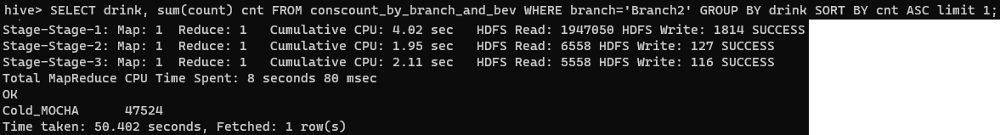 hive> SELECT drink, sum(count) cnt FROM conscount_by_branch_and_bev WHERE branch='Branch2' GROUP BY drink SORT BY cnt ASC limit 1;
Stage-Stage-1: Map: 1  Reduce: 1   Cumulative CPU: 4.02 sec   HDFS Read: 1947050 HDFS Write: 1814 SUCCESS
Stage-Stage-2: Map: 1  Reduce: 1   Cumulative CPU: 1.95 sec   HDFS Read: 6558 HDFS Write: 127 SUCCESS
Stage-Stage-3: Map: 1  Reduce: 1   Cumulative CPU: 2.11 sec   HDFS Read: 5558 HDFS Write: 116 SUCCESS
Total MapReduce CPU Time Spent: 8 seconds 80 msec
OK
Cold_MOCHA      47524
Time taken: 50.402 seconds, Fetched: 1 row(s)